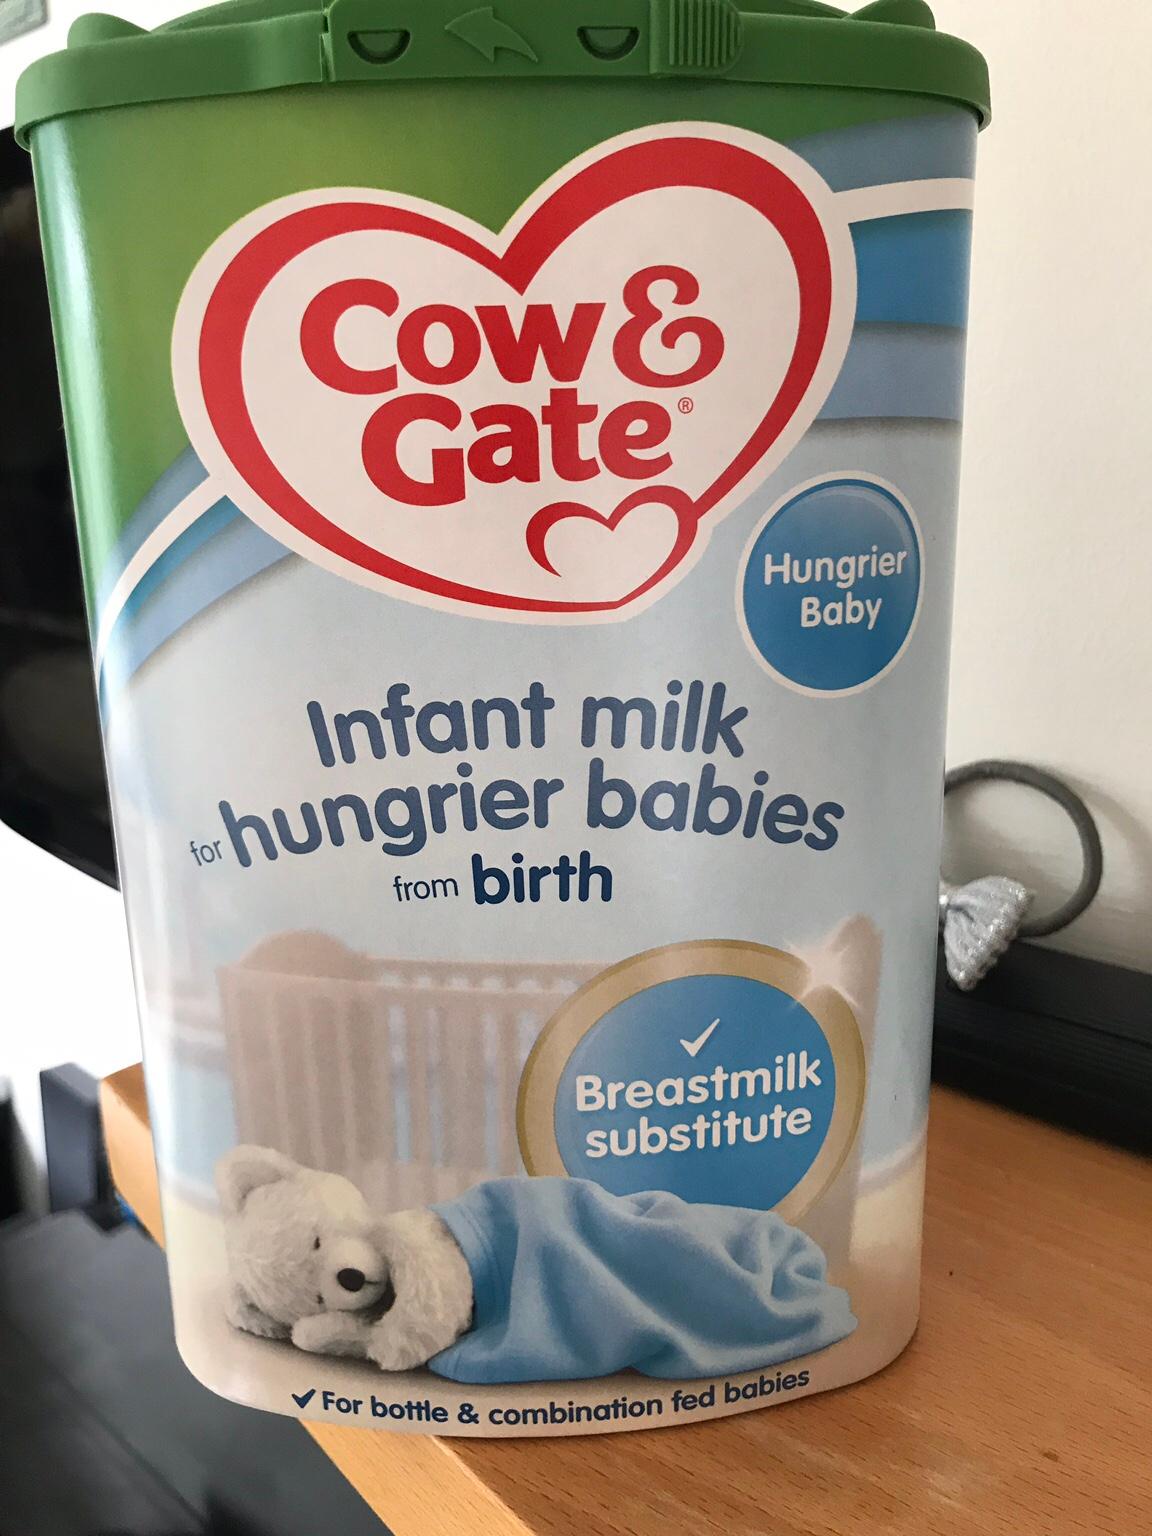 Cow &
Gate®
Hungrier
Baby
Infant milk
for hungrier babies
from birth
Breastmilk
substitute
For bottle & combination fed babies